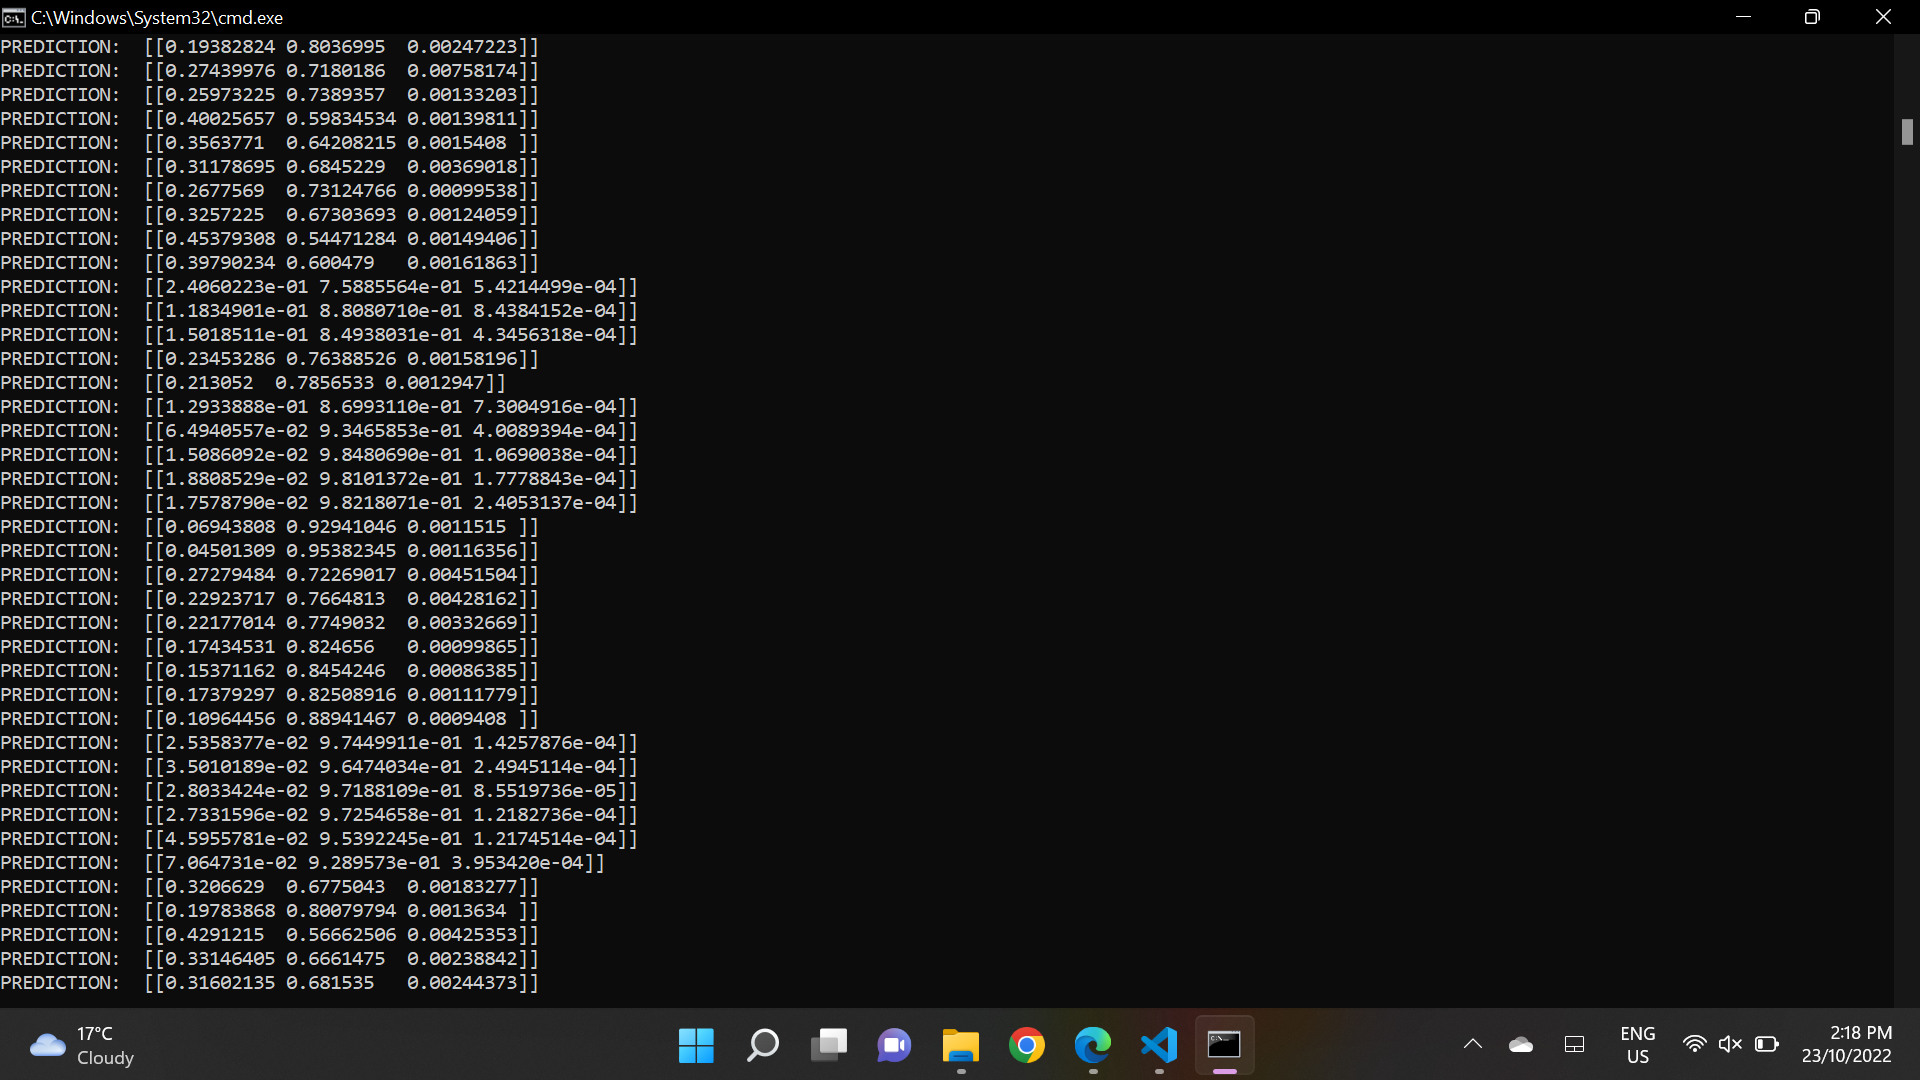 C:\Windows\System32\cmd.exe
PREDICTION:  [[0.19382824 0.8036995  0.00247223]]
PREDICTION:  [[0.27439976 0.7180186  0.00758174]]
PREDICTION:  [[0.25973225 0.7389357  0.00133203]]
PREDICTION:  [[0.40025657 0.59834534 0.00139811]]
PREDICTION:  [[0.3563771  0.64208215 0.0015408 ]]
PREDICTION:  [[0.31178695 0.6845229  0.00369018]]
PREDICTION:  [[0.2677569  0.73124766 0.00099538]]
PREDICTION:  [[0.3257225  0.67303693 0.00124059]]
PREDICTION:  [[0.45379308 0.54471284 0.00149406]]
PREDICTION:  [[0.39790234 0.600479   0.00161863]]
PREDICTION:  [[2.4060223e-01 7.5885564e-01 5.4214499e-04]]
PREDICTION:  [[1.1834901e-01 8.8080710e-01 8.4384152e-04]]
PREDICTION:  [[1.5018511e-01 8.4938031e-01 4.3456318e-04]]
PREDICTION:  [[0.23453286 0.76388526 0.00158196]]
PREDICTION:  [[0.213052  0.7856533 0.0012947]]
PREDICTION:  [[1.2933888e-01 8.6993110e-01 7.3004916e-04]]
PREDICTION:  [[6.4940557e-02 9.3465853e-01 4.0089394e-04]]
PREDICTION:  [[1.5086092e-02 9.8480690e-01 1.0690038e-04]]
PREDICTION:  [[1.8808529e-02 9.8101372e-01 1.7778843e-04]]
PREDICTION:  [[1.7578790e-02 9.8218071e-01 2.4053137e-04]]
PREDICTION:  [[0.06943808 0.92941046 0.0011515 ]]
PREDICTION:  [[0.04501309 0.95382345 0.00116356]]
PREDICTION:  [[0.27279484 0.72269017 0.00451504]]
PREDICTION:  [[0.22923717 0.7664813  0.00428162]]
PREDICTION:  [[0.22177014 0.7749032  0.00332669]]
PREDICTION:  [[0.17434531 0.824656   0.00099865]]
PREDICTION:  [[0.15371162 0.8454246  0.00086385]]
PREDICTION:  [[0.17379297 0.82508916 0.00111779]]
PREDICTION:  [[0.10964456 0.88941467 0.0009408 ]]
PREDICTION:  [[2.5358377e-02 9.7449911e-01 1.4257876e-04]]
PREDICTION:  [[3.5010189e-02 9.6474034e-01 2.4945114e-04]]
PREDICTION:  [[2.8033424e-02 9.7188109e-01 8.5519736e-05]]
PREDICTION:  [[2.7331596e-02 9.7254658e-01 1.2182736e-04]]
PREDICTION:  [[4.5955781e-02 9.5392245e-01 1.2174514e-04]]
PREDICTION:  [[7.064731e-02 9.289573e-01 3.953420e-04]]
PREDICTION:  [[0.3206629  0.6775043  0.00183277]]
PREDICTION:  [[0.19783868 0.80079794 0.0013634 ]]
PREDICTION:  [[0.4291215  0.56662506 0.00425353]]
PREDICTION:  [[0.33146405 0.6661475  0.00238842]]
PREDICTION:  [[0.31602135 0.681535   0.00244373]]
17°C
Cloudy
ENG
US
2:18 PM
23/10/2022